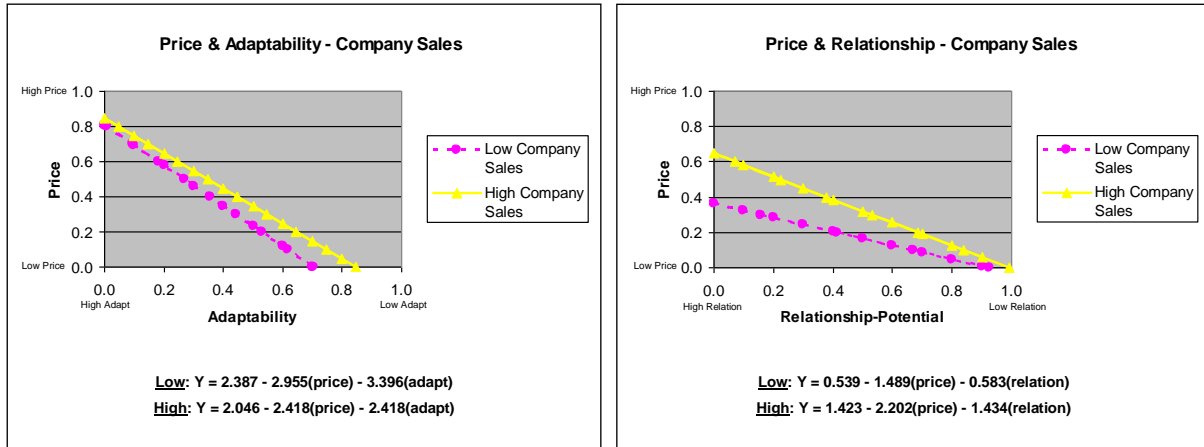 Price & Adaptability - Company Sales
High Price
1.0
0.8
0.6
0.4
0.2
Low Price
0.0
Price
0.0 0.2 0.4 0.6 0.8 1.0
High Adapt
Low Adapt
Adaptability
Low Company
Sales
High Company
Sales
Low: Y = 2.387 - 2.955(price) - 3.396(adapt)
High: Y = 2.046 - 2.418(price) - 2.418(adapt)
Price & Relationship - Company Sales
High Price
1.0
0.8
0.6
0.4
0.2
Low Price
0.0
Price
0.0 0.2 0.4 0.6 0.8 1.0
High Relation
Low Relation
Relationship-Potential
Low Company
Sales
High Company
Sales
Low: Y = 0.539 - 1.489(price) - 0.583(relation)
High: Y = 1.423 - 2.202(price) - 1.434(relation)